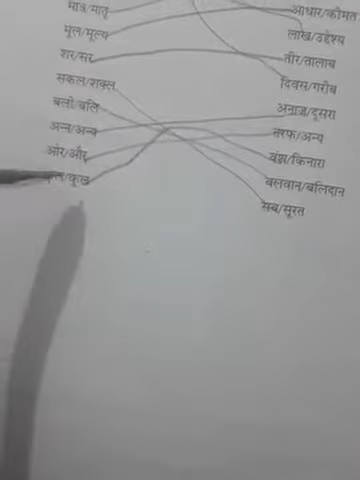 मात्र/मातृ
आधार/कीमत
मूल/मूल्य
लाख/उद्देश्य
शर/सर
तीर/तालाब
सकल/शक्ल
दिवस/गरीब
बली/बलि
अनाज/दूसरा
अन्न/अन्य
तरफ/अन्य
ओर/और
वंश/किनारा
बलवान/बलिदान
सब/सूरत